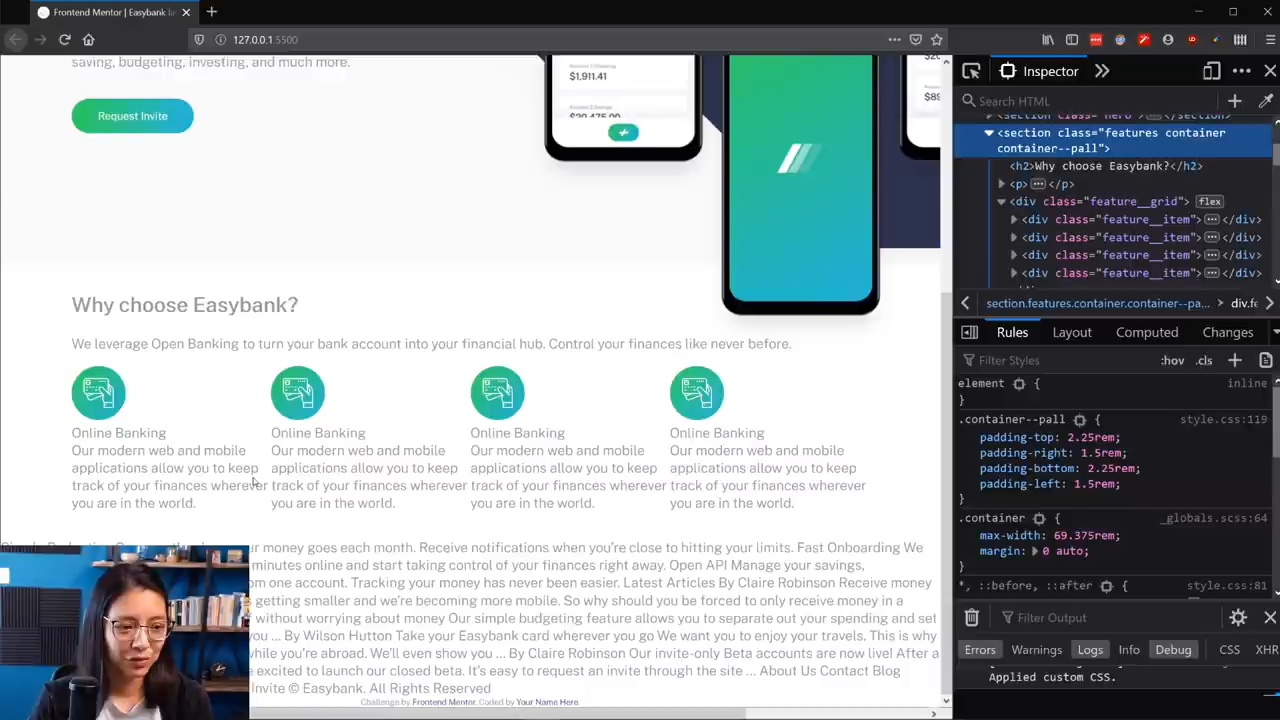 Frontend Mentor | Easybank la
127.0.0.1:5500
saving, budgeting, investing, and much more.
Request Invite
$1,911.41
Account 2 Savings
$20,475.00
$89
Why choose Easybank?
We leverage Open Banking to turn your bank account into your financial hub. Control your finances like never before.
Online Banking Online Banking Online Banking Online Banking
Our modern web and mobile Our modern web and mobile Our modern web and mobile Our modern web and mobile
applications allow you to keep applications allow you to keep applications allow you to keep applications allow you to keep
track of your finances wherever track of your finances wherever track of your finances wherever track of your finances wherever
you are in the world. you are in the world. you are in the world. you are in the world.
ur money goes each month. Receive notifications when you're close to hitting your limits. Fast Onboarding We
minutes online and start taking control of your finances right away. Open API Manage your savings,
om one account. Tracking your money has never been easier. Latest Articles By Claire Robinson Receive money
getting smaller and we're becoming more mobile. So why should you be forced to only receive money in a
without worrying about money Our simple budgeting feature allows you to separate out your spending and set
ou ... By Wilson Hutton Take your Easybank card wherever you go We want you to enjoy your travels. This is why
hile you're abroad. We'll even show you ... By Claire Robinson Our invite-only Beta accounts are now live! After a
excited to launch our closed beta. It's easy to request an invite through the site ... About Us Contact Blog
Invite © Easybank. All Rights Reserved
Challenge by Frontend Mentor. Coded by Your Name Here.
Inspector
Search HTML
<section class="hero">...</section>
<section class="features container
container--pall">
<h2>Why choose Easybank?</h2>
<p>...</p>
<div class="feature__grid"> flex
<div class="feature__item">...</div>
<div class="feature__item">...</div>
<div class="feature__item">...</div>
<div class="feature__item">...</div>
section.features.container.container--pa... div.fe
Rules Layout Computed Changes
Filter Styles :hov .cls
element { inline
}
.container--pall { style.css:119
padding-top: 2.25rem;
padding-right: 1.5rem;
padding-bottom: 2.25rem;
padding-left: 1.5rem;
}
.container { _globals.scss:64
max-width: 69.375rem;
margin: 0 auto;
}
*, ::before, ::after { style.css:81
Filter Output
Errors Warnings Logs Info Debug CSS XHR
Applied custom CSS.